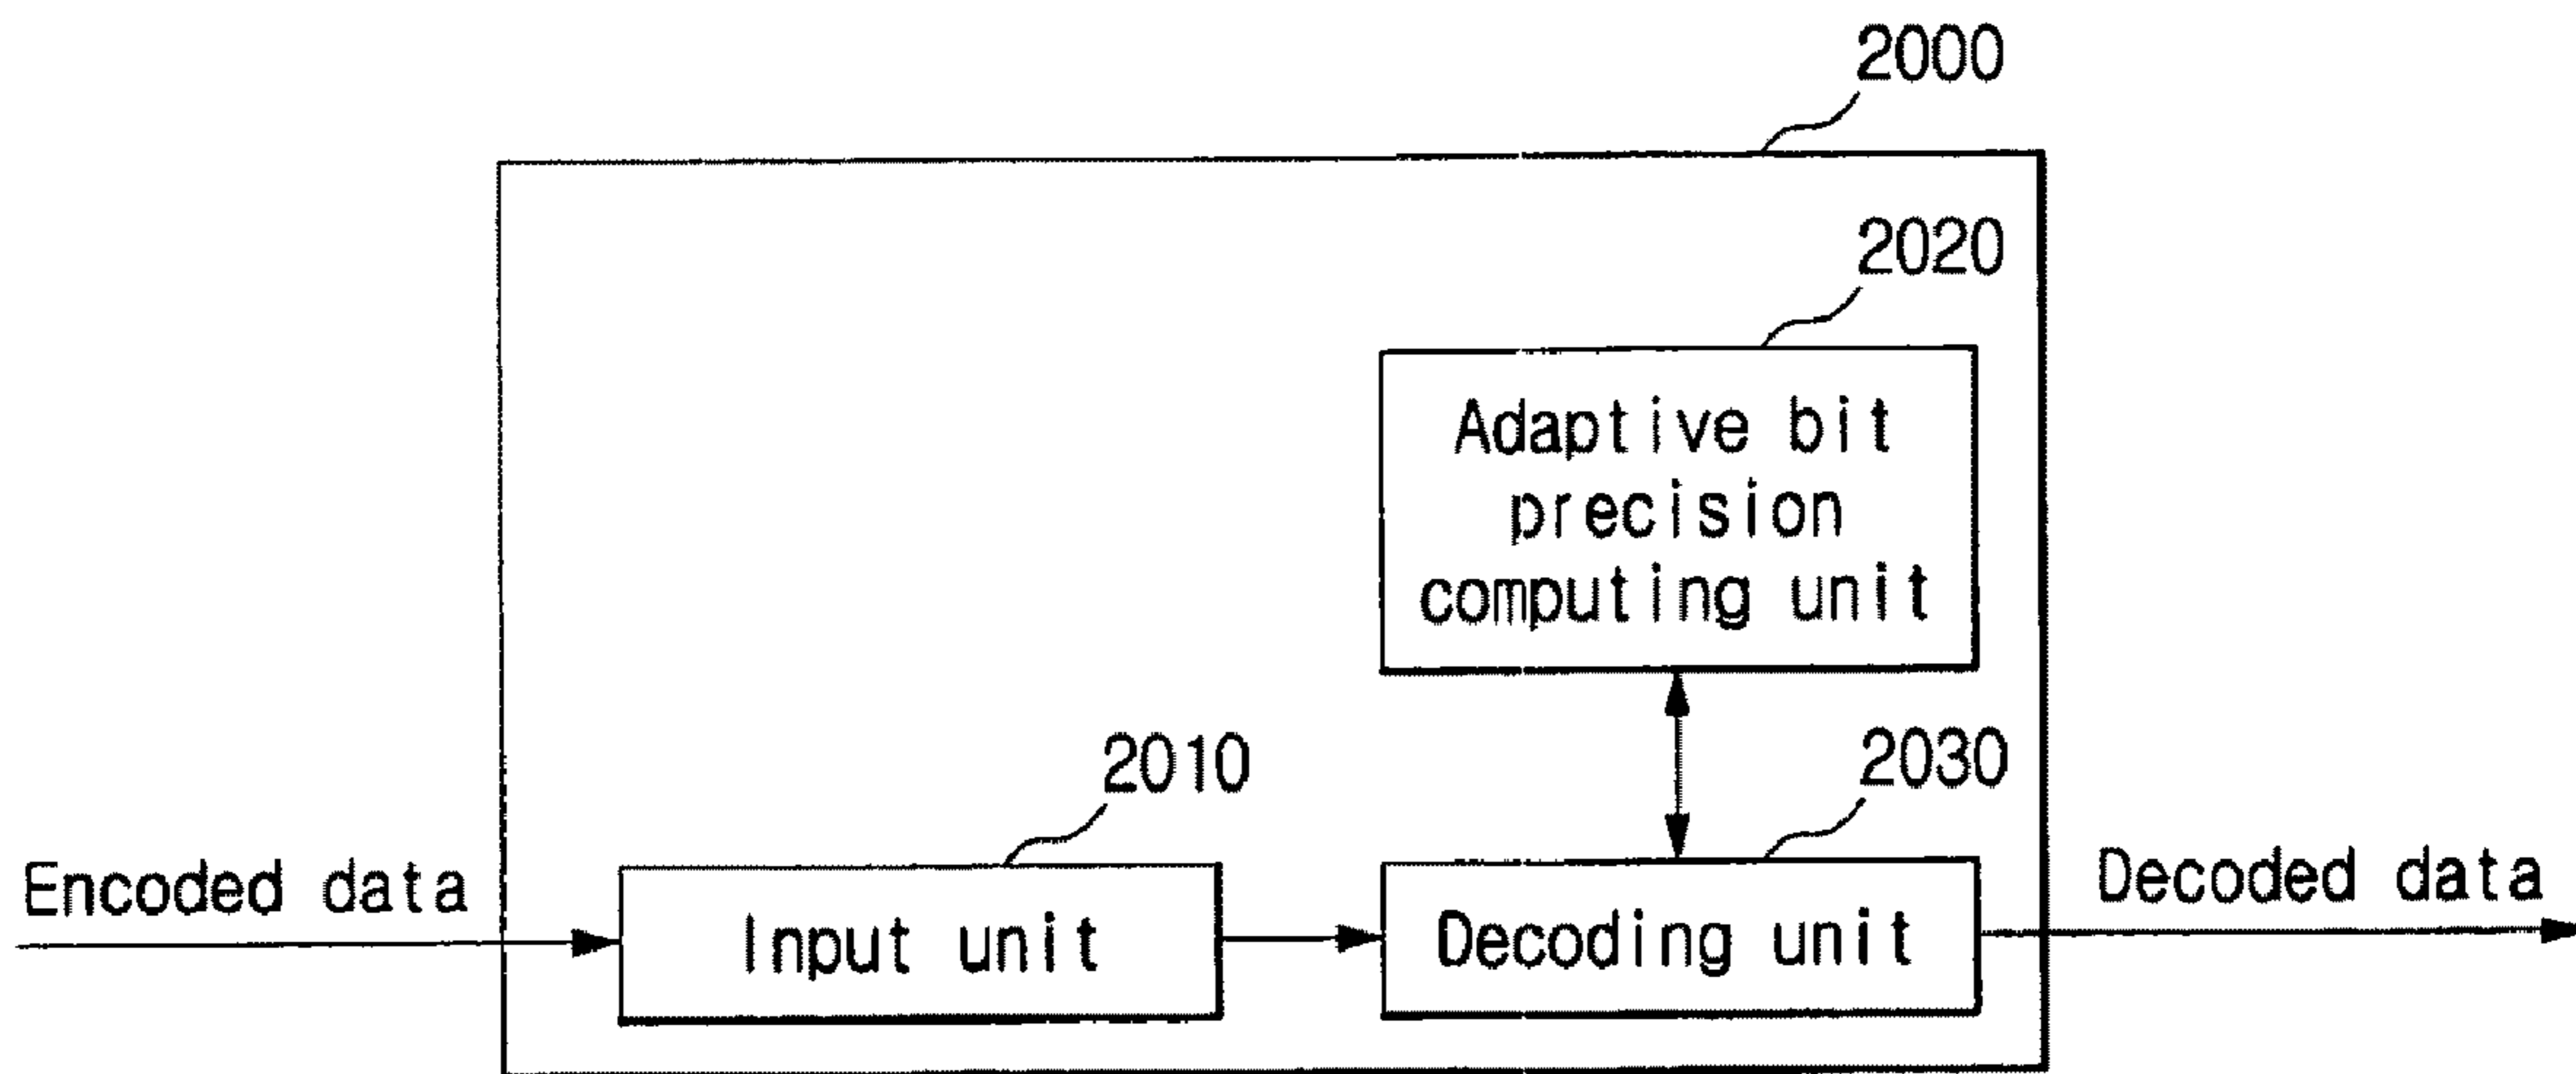 2000
2020
Adaptive bit
precision
computing unit
2010
2030
Encoded data
Input unit
Decoding unit
Decoded data